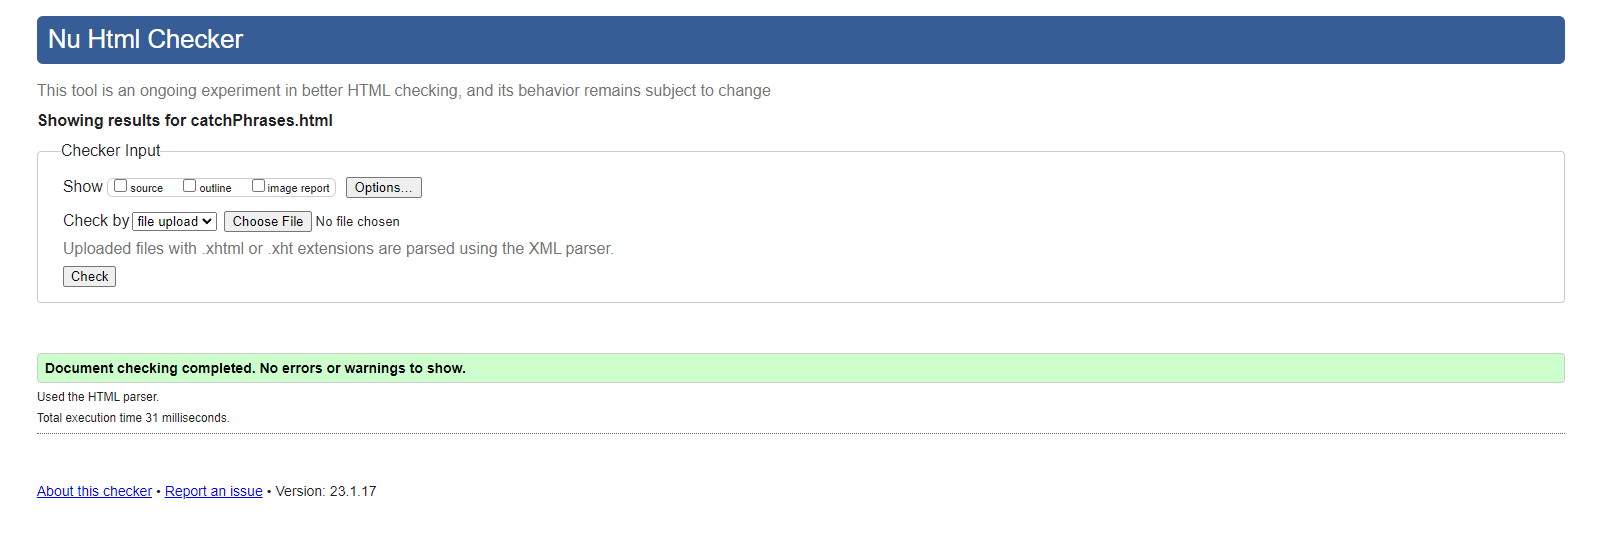 Nu Html Checker
This tool is an ongoing experiment in better HTML checking, and its behavior remains subject to change
Showing results for catchPhrases.html
Checker Input
Show source outline image report Options...
Check by file upload Choose File No file chosen
Uploaded files with .xhtml or .xht extensions are parsed using the XML parser.
Check
Document checking completed. No errors or warnings to show.
Used the HTML parser.
Total execution time 31 milliseconds.
About this checker • Report an issue • Version: 23.1.17